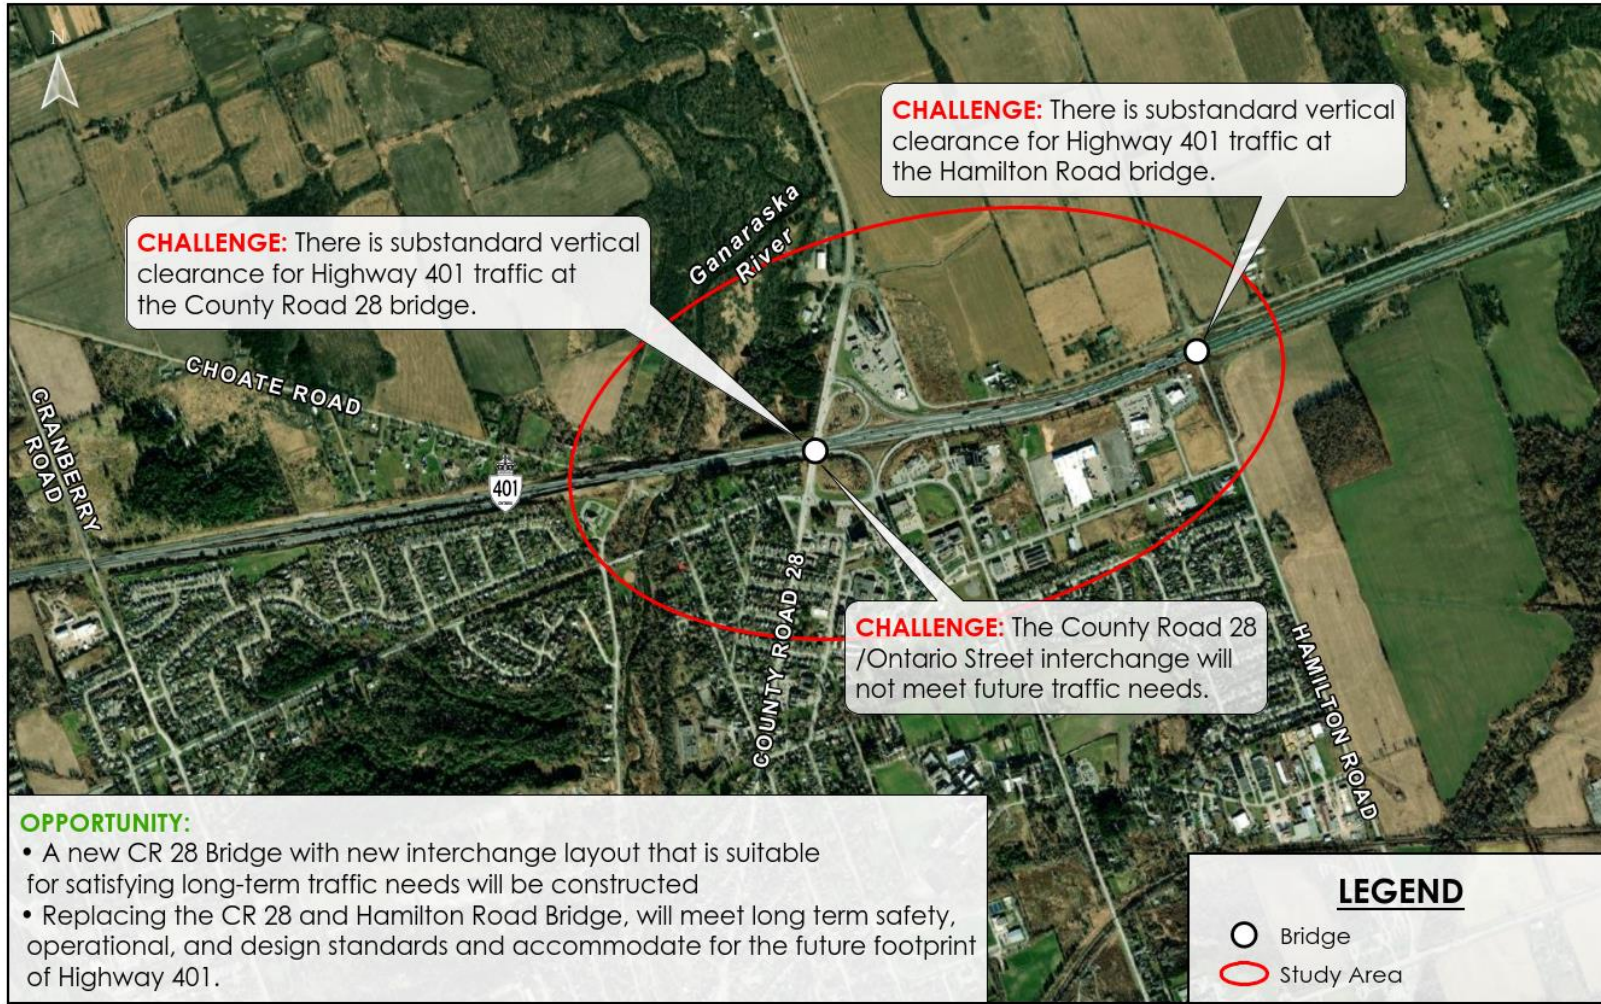 N
CHALLENGE: There is substandard vertical
clearance for Highway 401 traffic at
the Hamilton Road bridge.
CHALLENGE: There is substandard vertical
clearance for Highway 401 traffic at
the County Road 28 bridge.
Ganaraska
River
CHOATE ROAD
CRANBERRY
ROAD
401
ONTARIO
COUNTY ROAD 28
CHALLENGE: The County Road 28
/Ontario Street interchange will
not meet future traffic needs.
HAMILTON ROAD
OPPORTUNITY:
• A new CR 28 Bridge with new interchange layout that is suitable
for satisfying long-term traffic needs will be constructed
• Replacing the CR 28 and Hamilton Road Bridge, will meet long term safety,
operational, and design standards and accommodate for the future footprint
of Highway 401.
LEGEND
Bridge
Study Area